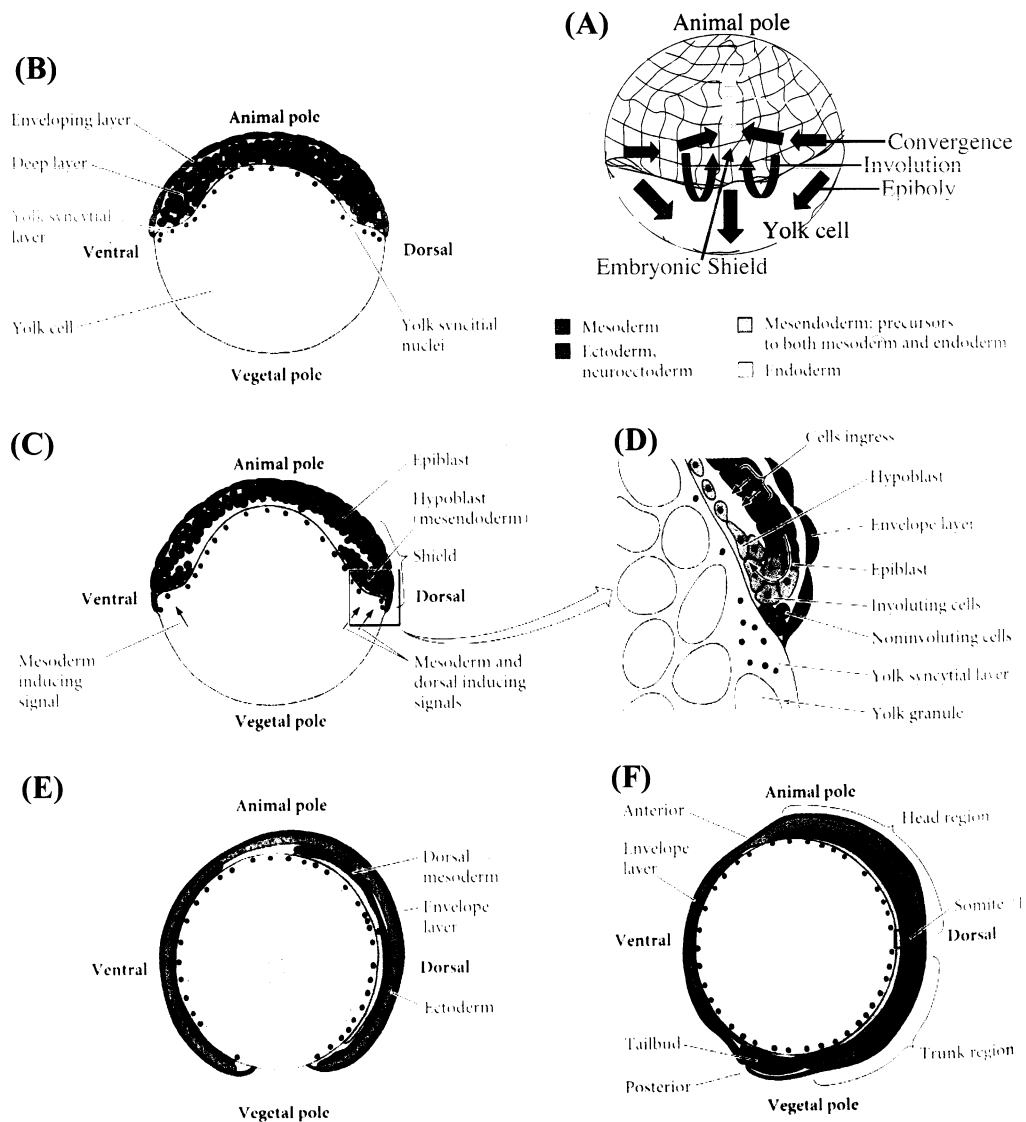 (A)
Animal pole
Convergence
Involution
Epiboly
Yolk cell
Embryonic Shield
(B)
Animal pole
Enveloping layer
Deep layer
Yolk syncytial
layer
Ventral
Dorsal
Yolk cell
Yolk syncitial
nuclei
Vegetal pole
Mesoderm
Ectoderm,
neuroectoderm
Mesendoderm: precursors
to both mesoderm and endoderm
Endoderm
(C)
Animal pole
Epiblast
Hypoblast
(mesendoderm)
Shield
Ventral
Dorsal
Mesoderm
inducing
signal
Mesoderm and
dorsal inducing
signals
Vegetal pole
(D)
Cells ingress
Hypoblast
Envelope layer
Epiblast
Involuting cells
Noninvoluting cells
Yolk syncytial layer
Yolk granule
(E)
Animal pole
Dorsal
mesoderm
Envelope
layer
Ventral
Dorsal
Ectoderm
Vegetal pole
(F)
Animal pole
Anterior
Head region
Envelope
layer
Somite
Ventral
Dorsal
Tailbud
Trunk region
Posterior
Vegetal pole